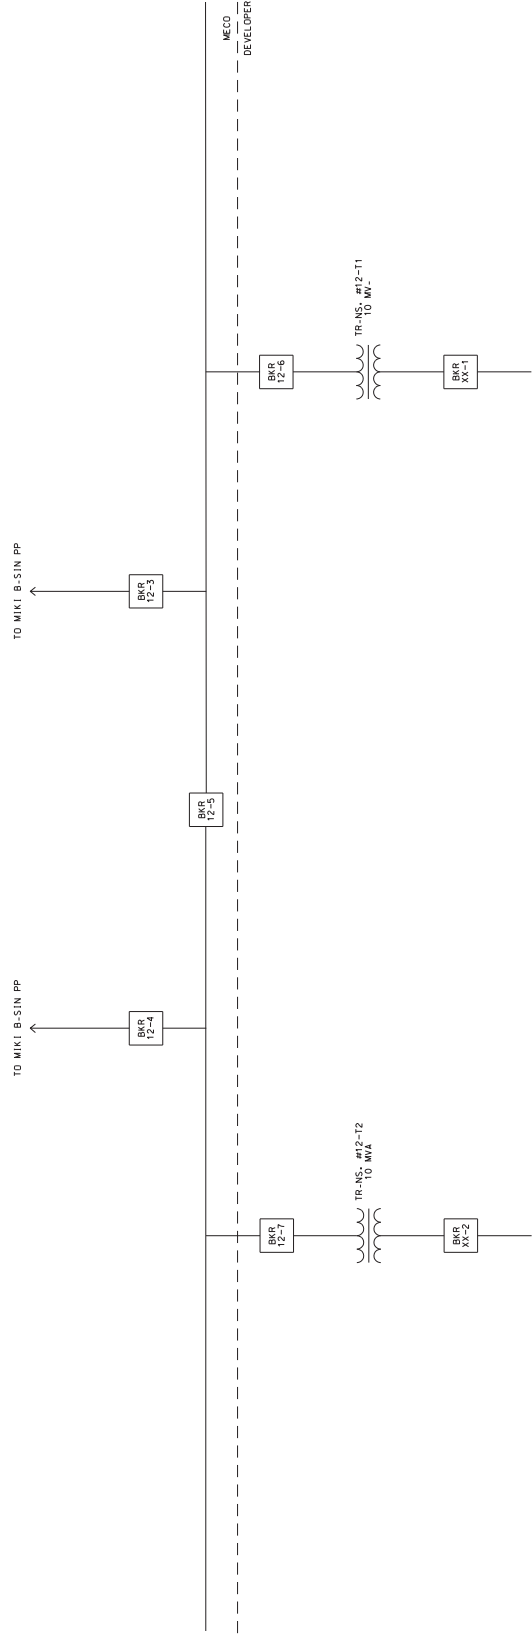 MECO
DEVELOPER
TR-NS. #12-T1
10 MV-
BKR
12-6
BKR
XX-1
TO MIKI B-SIN PP
BKR
12-3
BKR
12-5
TO MIKI B-SIN PP
BKR
12-4
TR-NS. #12-T2
10 MVA
BKR
12-7
BKR
XX-2